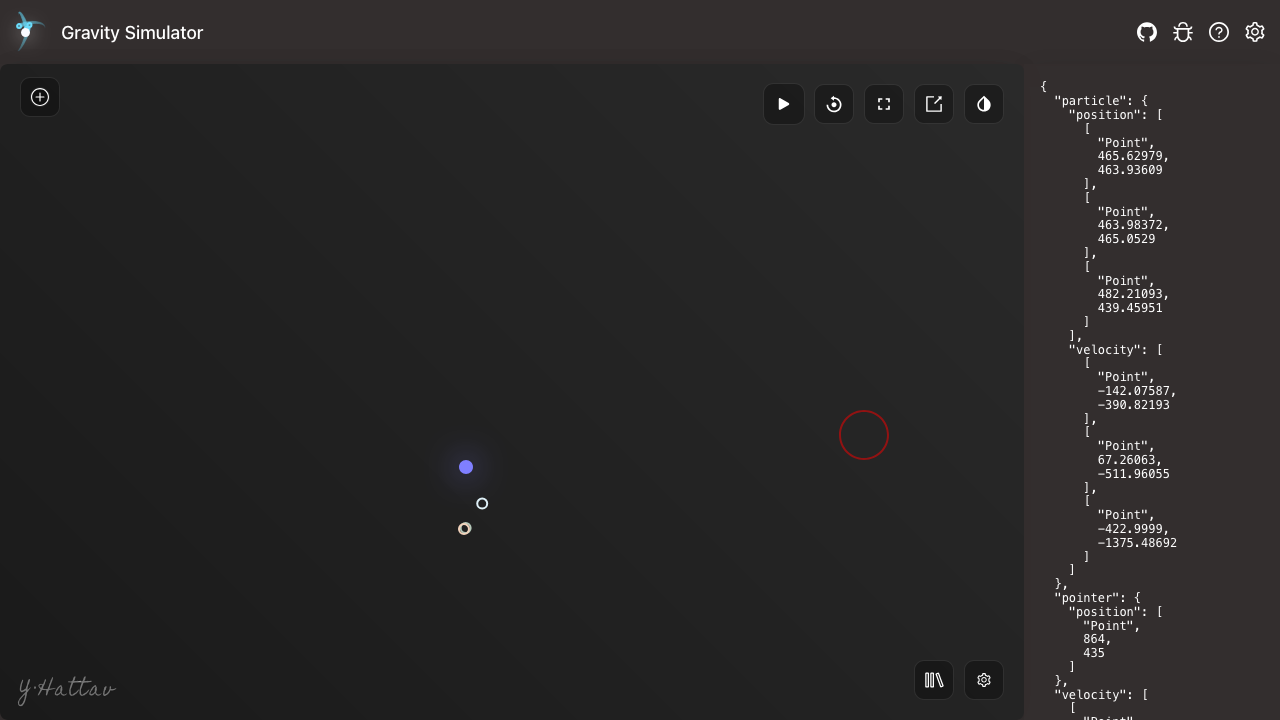 Gravity Simulator
{
"particle": {
"position": [
[
"Point",
465.62979,
463.93609
],
[
"Point",
463.98372,
465.0529
],
[
"Point",
482.21093,
439.45951
]
],
"velocity": [
[
"Point",
-142.07587,
-390.82193
],
[
"Point",
67.26063,
-511.96055
],
[
"Point",
-422.9999,
-1375.48692
]
]
},
"pointer": {
"position": [
"Point",
864,
435
]
},
"velocity": [
[
"Point",
y.Hattav